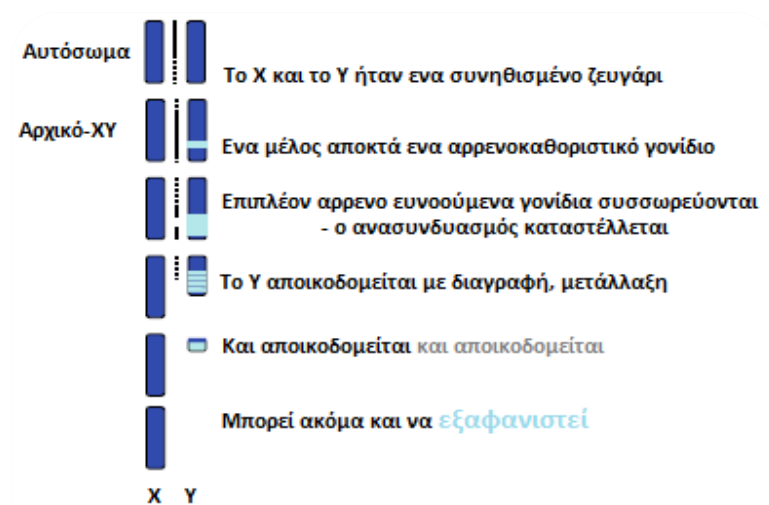 Αυτόσωμα
Το Χ και το Υ ήταν ενα συνηθισμένο ζευγάρι
Αρχικό-ΧΥ
Ενα μέλος αποκτά ενα αρρενοκαθοριστικό γονίδιο
Επιπλέον αρρενο ευνοούμενα γονίδια συσσωρεύονται
- ο ανασυνδυασμός καταστέλλεται
Το Υ αποικοδομείται με διαγραφή, μετάλλαξη
Και αποικοδομείται και αποικοδομείται
Μπορεί ακόμα και να εξαφανιστεί
Χ Υ